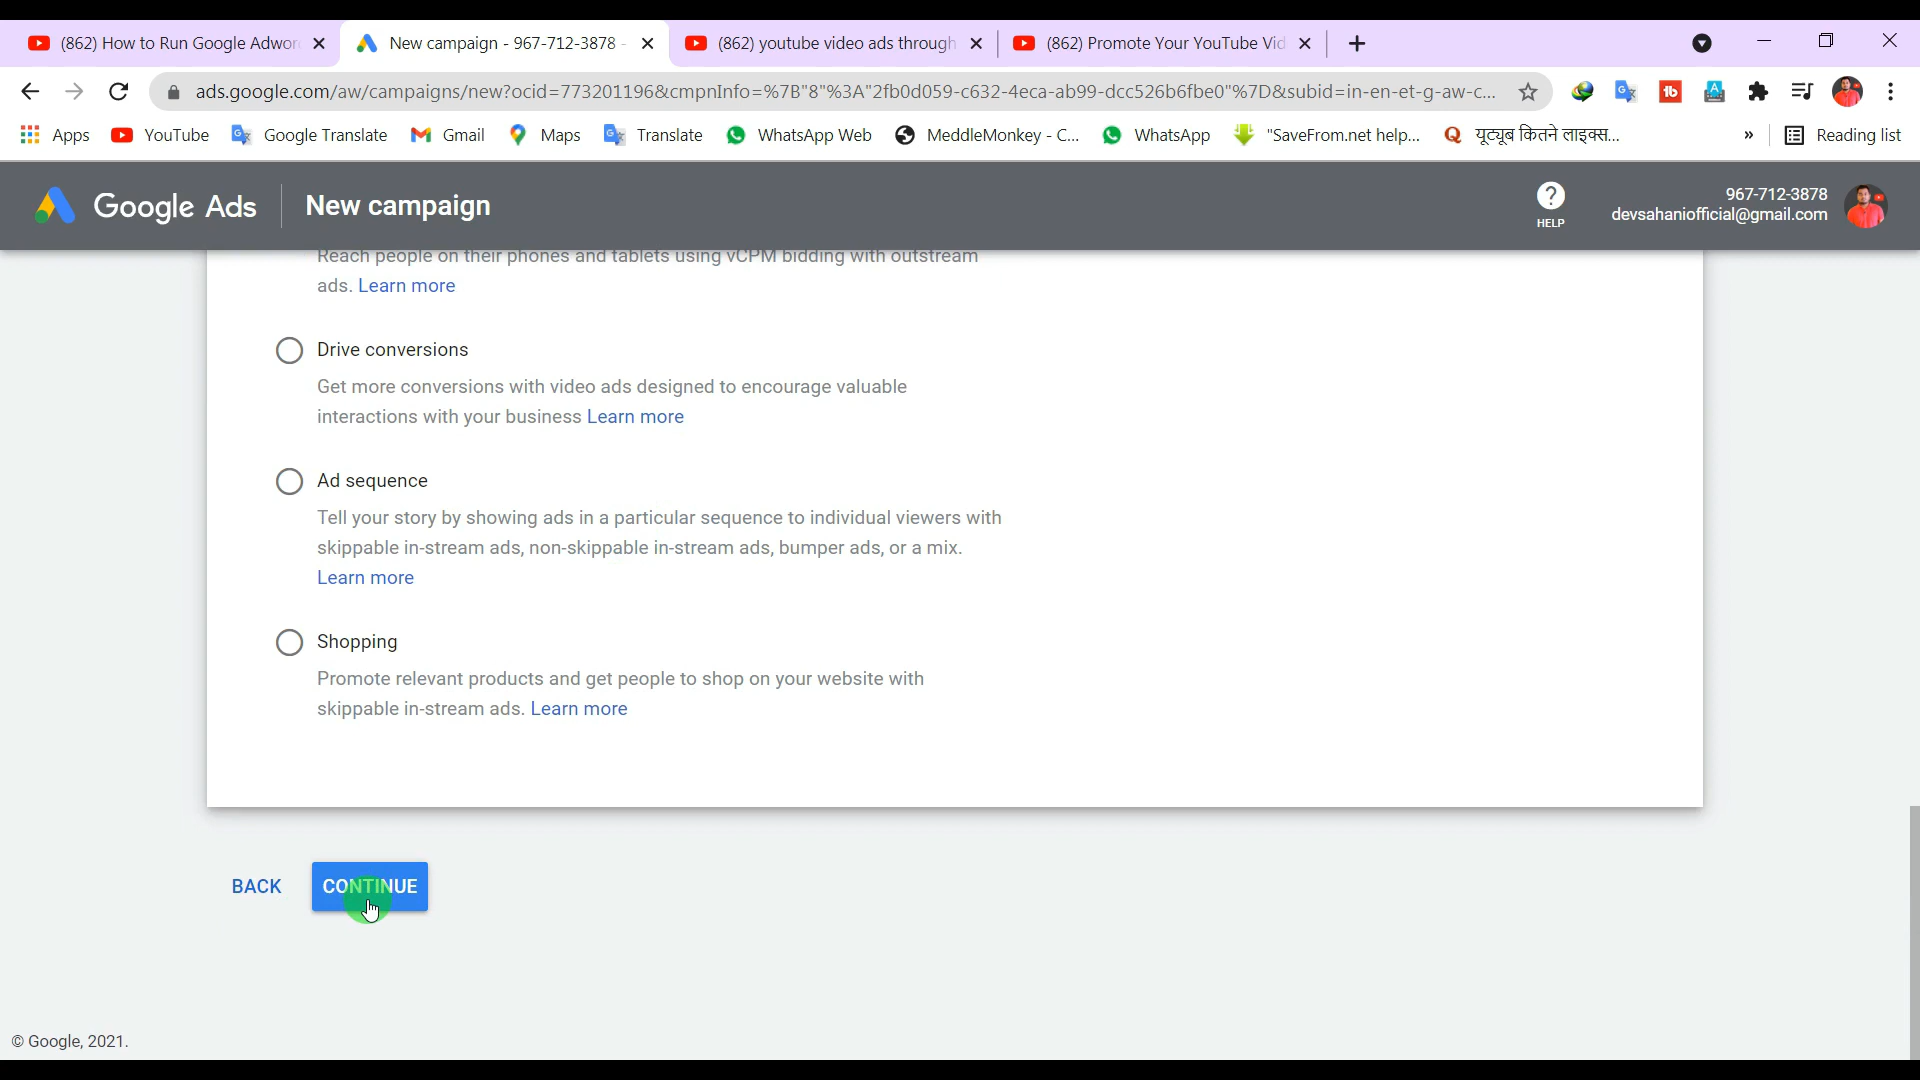 (862) How to Run Google Adwor
New campaign - 967-712-3878 -
(862) youtube video ads through
(862) Promote Your YouTube Vid
ads.google.com/aw/campaigns/new?ocid=773201196&cmpnInfo=%7B"8"%3A"2fb0d059-c632-4eca-ab99-dcc526b6fbe0"%7D&subid=in-en-et-g-aw-c...
Apps YouTube Google Translate Gmail Maps Translate WhatsApp Web MeddleMonkey - C... WhatsApp "SaveFrom.net help... यूट्यूब कितने लाइक्स... » Reading list
Google Ads New campaign
HELP
967-712-3878
devsahaniofficial@gmail.com
Reach people on their phones and tablets using vCPM bidding with outstream
ads. Learn more
Drive conversions
Get more conversions with video ads designed to encourage valuable
interactions with your business Learn more
Ad sequence
Tell your story by showing ads in a particular sequence to individual viewers with
skippable in-stream ads, non-skippable in-stream ads, bumper ads, or a mix.
Learn more
Shopping
Promote relevant products and get people to shop on your website with
skippable in-stream ads. Learn more
BACK CONTINUE
© Google, 2021.